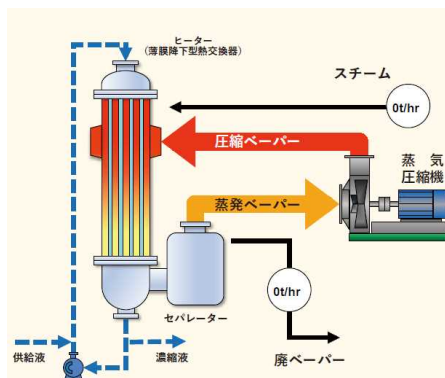 ヒーター
(薄膜降下型熱交換器)
スチーム
0t/hr
圧縮ベーパー
蒸 気
圧縮機
蒸発ベーパー
0t/hr
セパレーター
供給液
濃縮液
廃ベーパー